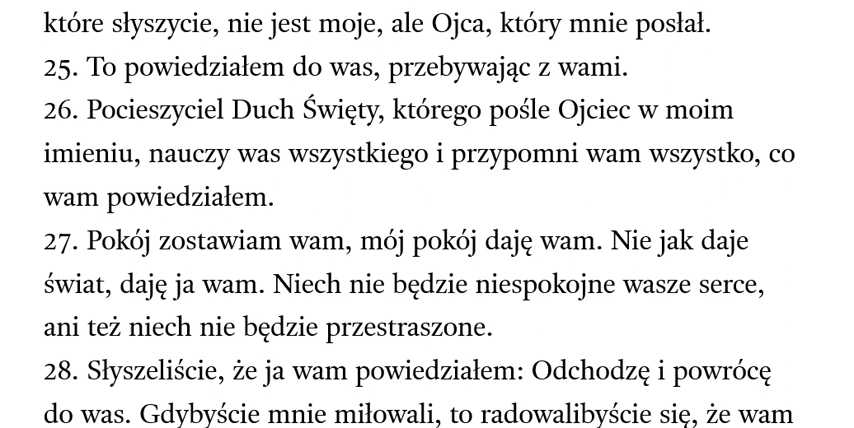 które słyszycie, nie jest moje, ale Ojca, który mnie posłał.
25. To powiedziałem do was, przebywając z wami.
26. Pocieszyciel Duch Święty, którego pośle Ojciec w moim
imieniu, nauczy was wszystkiego i przypomni wam wszystko, co
wam powiedziałem.
27. Pokój zostawiam wam, mój pokój daję wam. Nie jak daje
świat, daję ja wam. Niech nie będzie niespokojne wasze serce,
ani też niech nie będzie przestraszone.
28. Słyszeliście, że ja wam powiedziałem: Odchodzę i powrócę
do was. Gdybyście mnie miłowali, to radowalibyście się, że wam